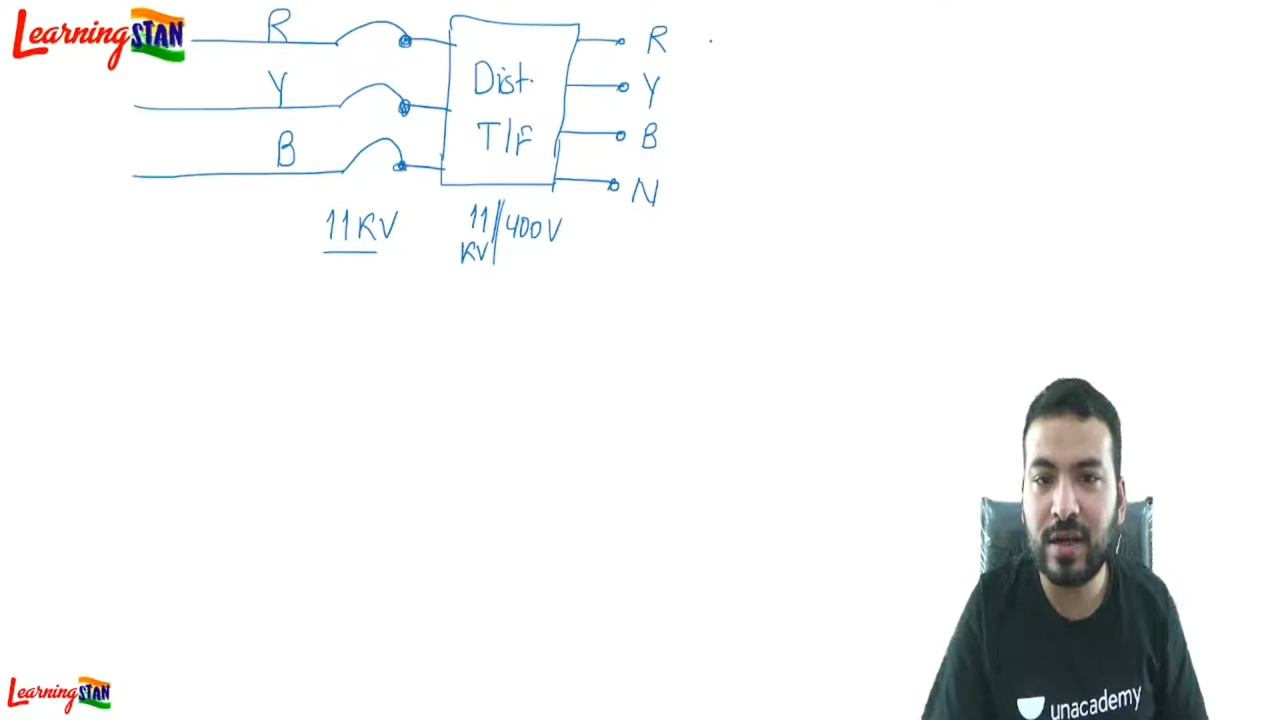 LearningSTAN
R
Y
B
Dist.
T/F
R
Y
B
N
11KV
11
KV
400V
unacademy
LearningSTAN